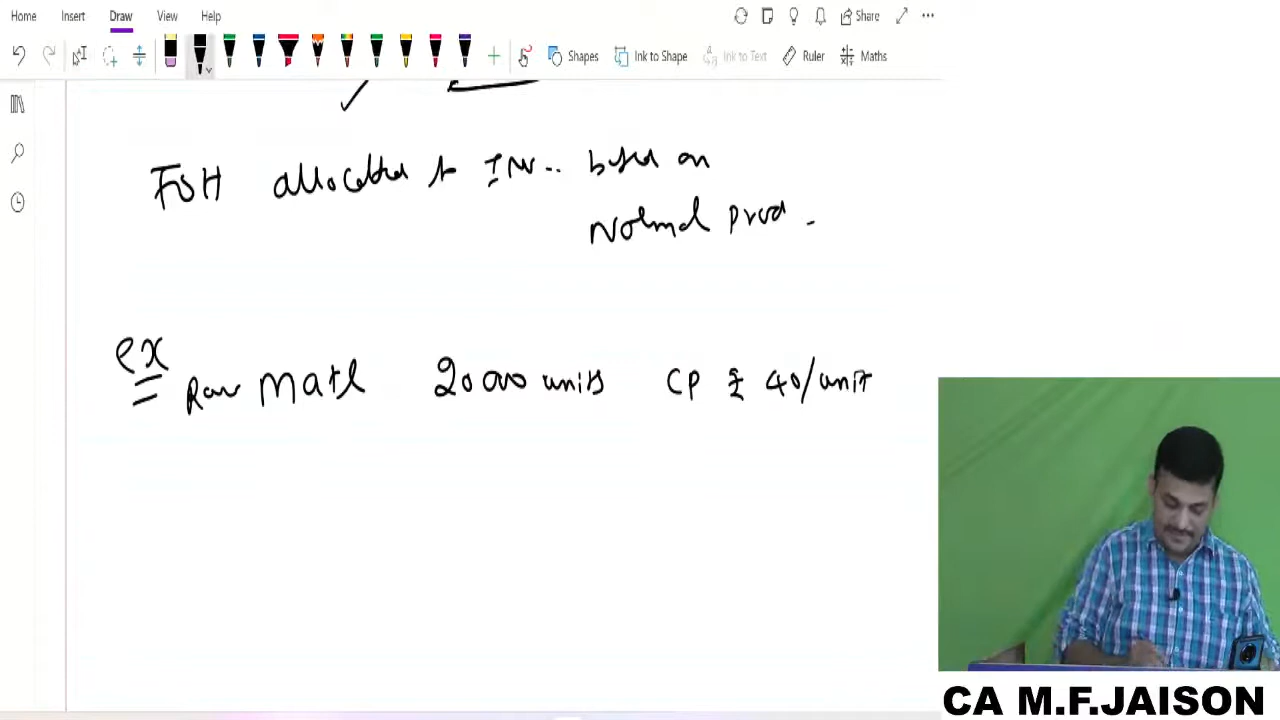 Home Insert Draw View Help Share
Shapes Ink to Shape Ink to Text Ruler Maths
FOH allocated to INV.. based on
Normal Prod.
ex
Raw Matl 2000 units CP ₹ 40/unit
CA M.F.JAISON